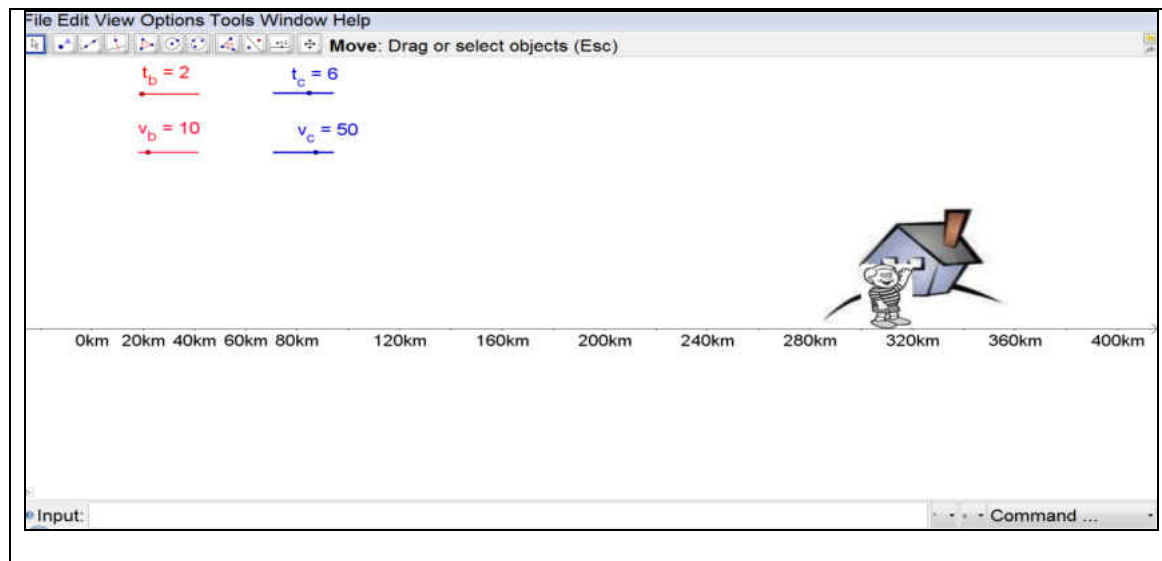 File Edit View Options Tools Window Help
Move: Drag or select objects (Esc)
t_b = 2 t_c = 6
v_b = 10 v_c = 50
0km 20km 40km 60km 80km 120km 160km 200km 240km 280km 320km 360km 400km
Input: Command ...